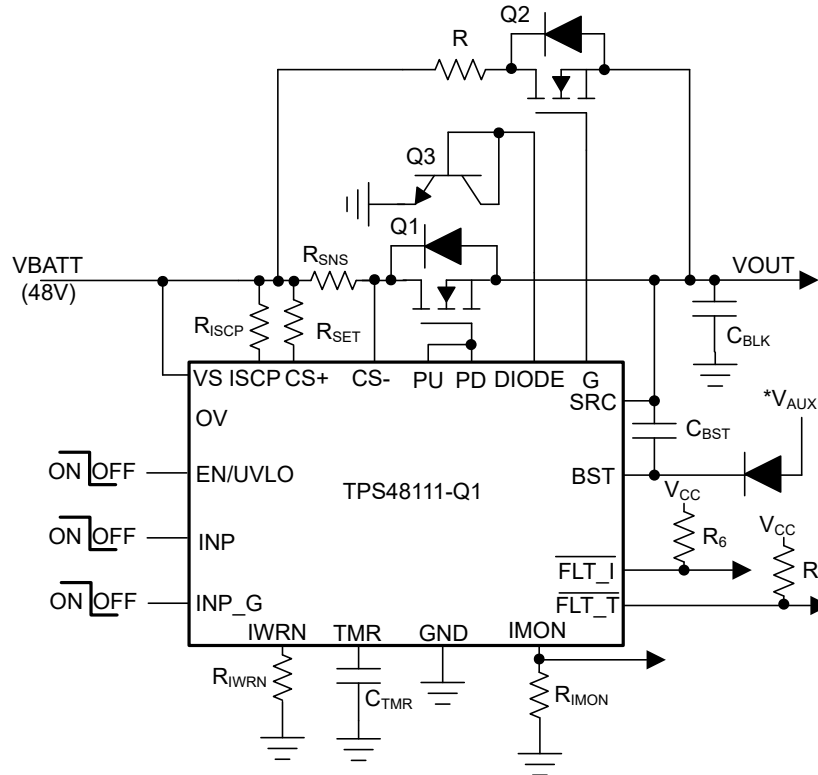 Q2
R
Q3
Q1
RSNS
VBATT
(48V)
VOUT
RISCP
RSET
CBLK
VS ISCP CS+ CS- PU PD DIODE G
SRC
*VAUX
OV
CBST
ON OFF
EN/UVLO
BST
TPS48111-Q1
VCC
VCC
ON OFF
INP
R6
R
FLT_I
ON OFF
INP_G
FLT_T
IWRN TMR GND IMON
RIWRN
CTMR
RIMON